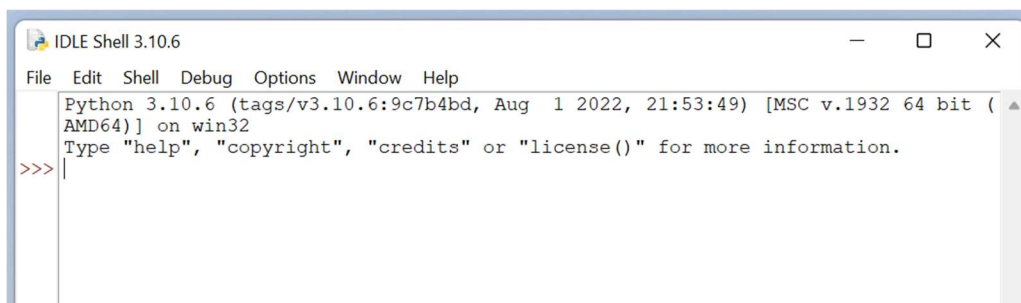 IDLE Shell 3.10.6
File Edit Shell Debug Options Window Help
Python 3.10.6 (tags/v3.10.6:9c7b4bd, Aug  1 2022, 21:53:49) [MSC v.1932 64 bit (
AMD64)] on win32
Type "help", "copyright", "credits" or "license()" for more information.
>>>